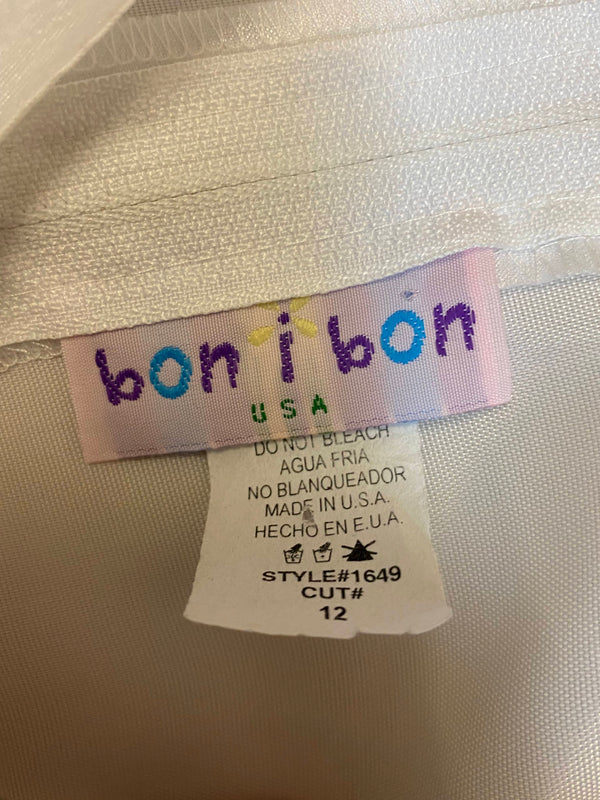 bon i bon
USA
DO NOT BLEACH
AGUA FRIA
NO BLANQUEADOR
MADE IN U.S.A.
HECHO EN E.U.A.
STYLE#1649
CUT#
12